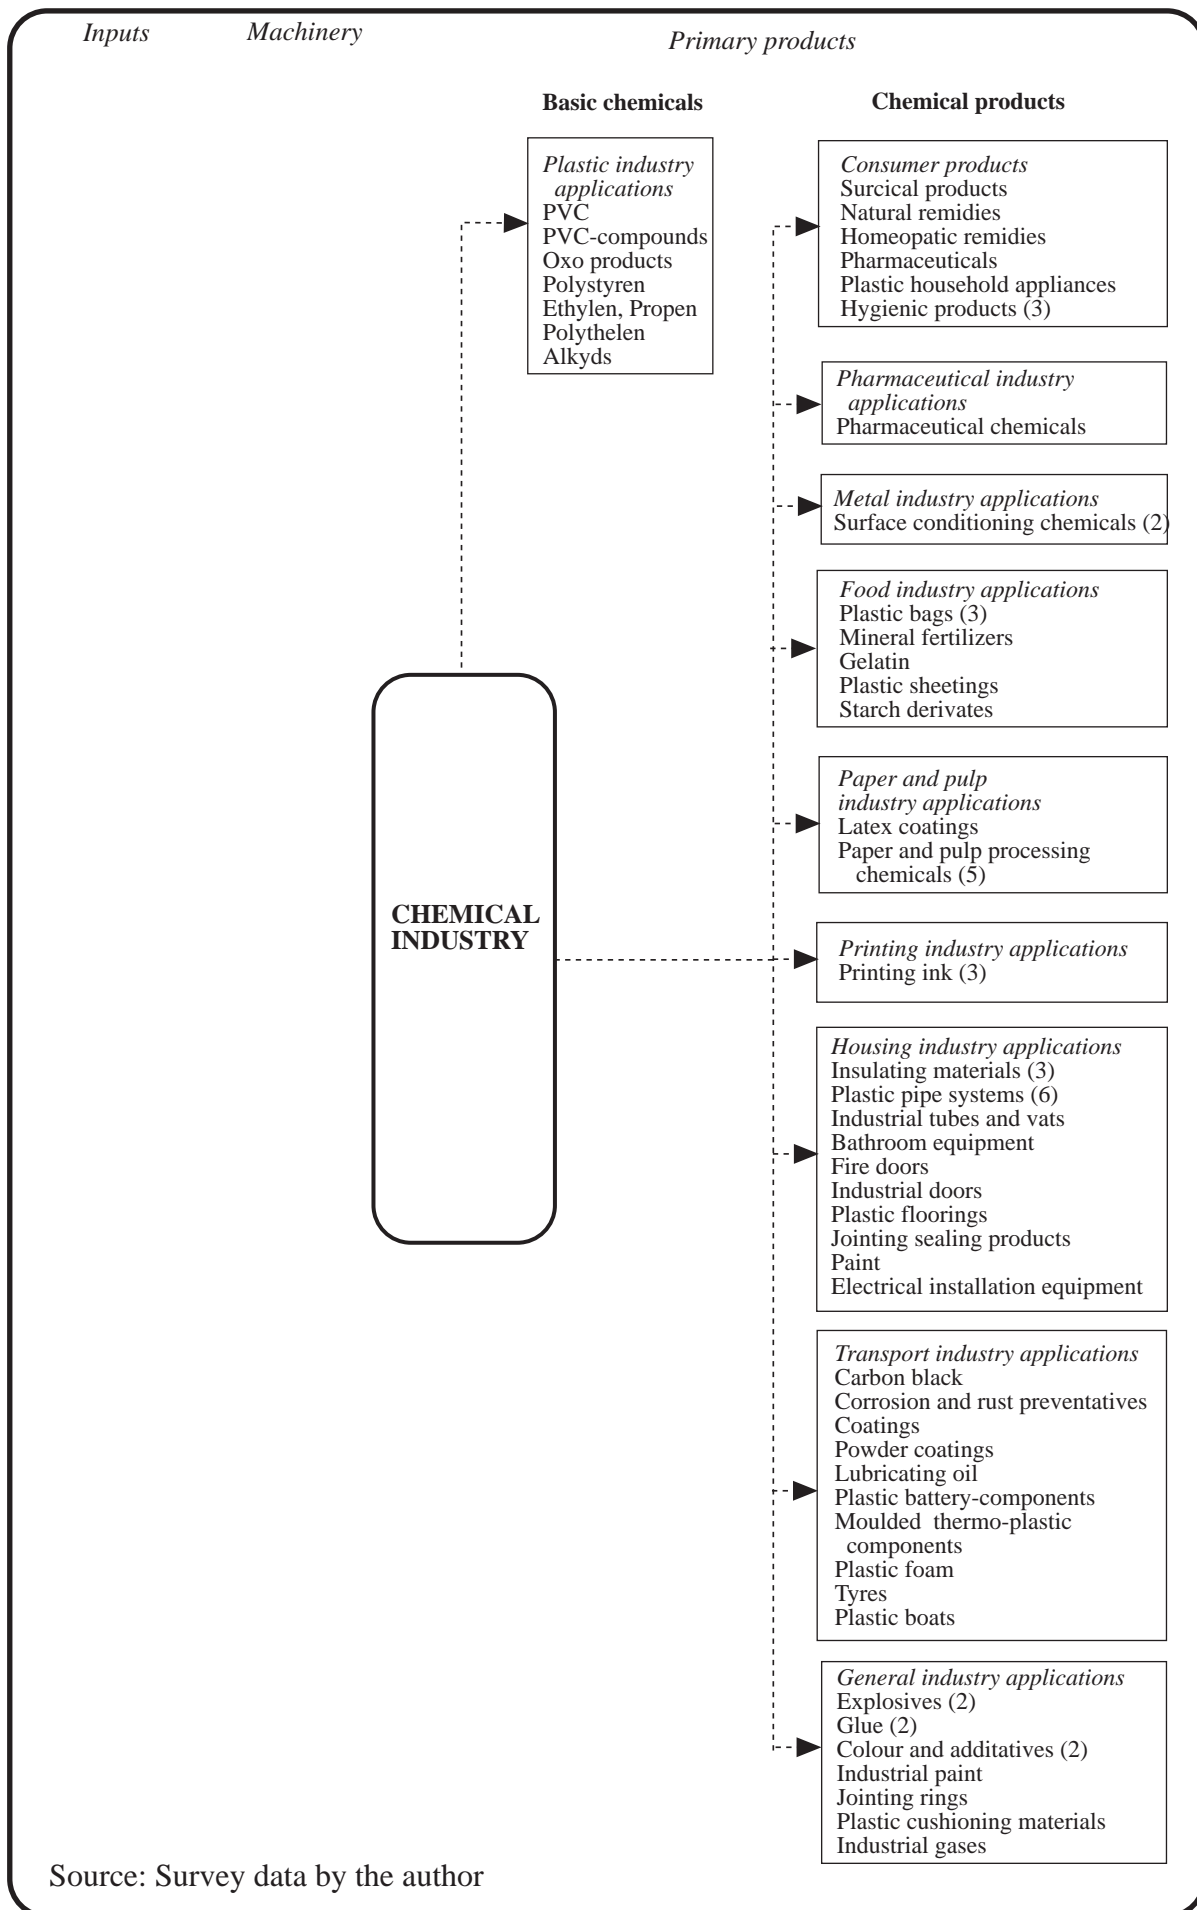 Inputs
Machinery
Primary products
Basic chemicals
Chemical products
Plastic industry
applications
PVC
PVC-compounds
Oxo products
Polystyren
Ethylen, Propen
Polythelen
Alkyds
CHEMICAL
INDUSTRY
Consumer products
Surcical products
Natural remidies
Homeopatic remidies
Pharmaceuticals
Plastic household appliances
Hygienic products (3)
Pharmaceutical industry
applications
Pharmaceutical chemicals
Metal industry applications
Surface conditioning chemicals (2)
Food industry applications
Plastic bags (3)
Mineral fertilizers
Gelatin
Plastic sheetings
Starch derivates
Paper and pulp
industry applications
Latex coatings
Paper and pulp processing
chemicals (5)
Printing industry applications
Printing ink (3)
Housing industry applications
Insulating materials (3)
Plastic pipe systems (6)
Industrial tubes and vats
Bathroom equipment
Fire doors
Industrial doors
Plastic floorings
Jointing sealing products
Paint
Electrical installation equipment
Transport industry applications
Carbon black
Corrosion and rust preventatives
Coatings
Powder coatings
Lubricating oil
Plastic battery-components
Moulded thermo-plastic
components
Plastic foam
Tyres
Plastic boats
General industry applications
Explosives (2)
Glue (2)
Colour and additatives (2)
Industrial paint
Jointing rings
Plastic cushioning materials
Industrial gases
Source: Survey data by the author